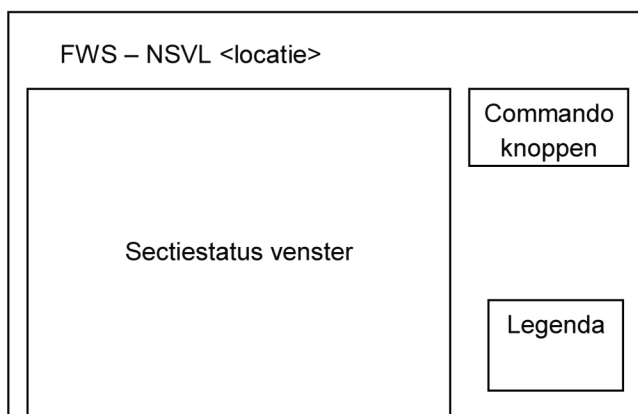 FWS – NSVL <locatie>
Commando
knoppen
Sectiestatus venster
Legenda